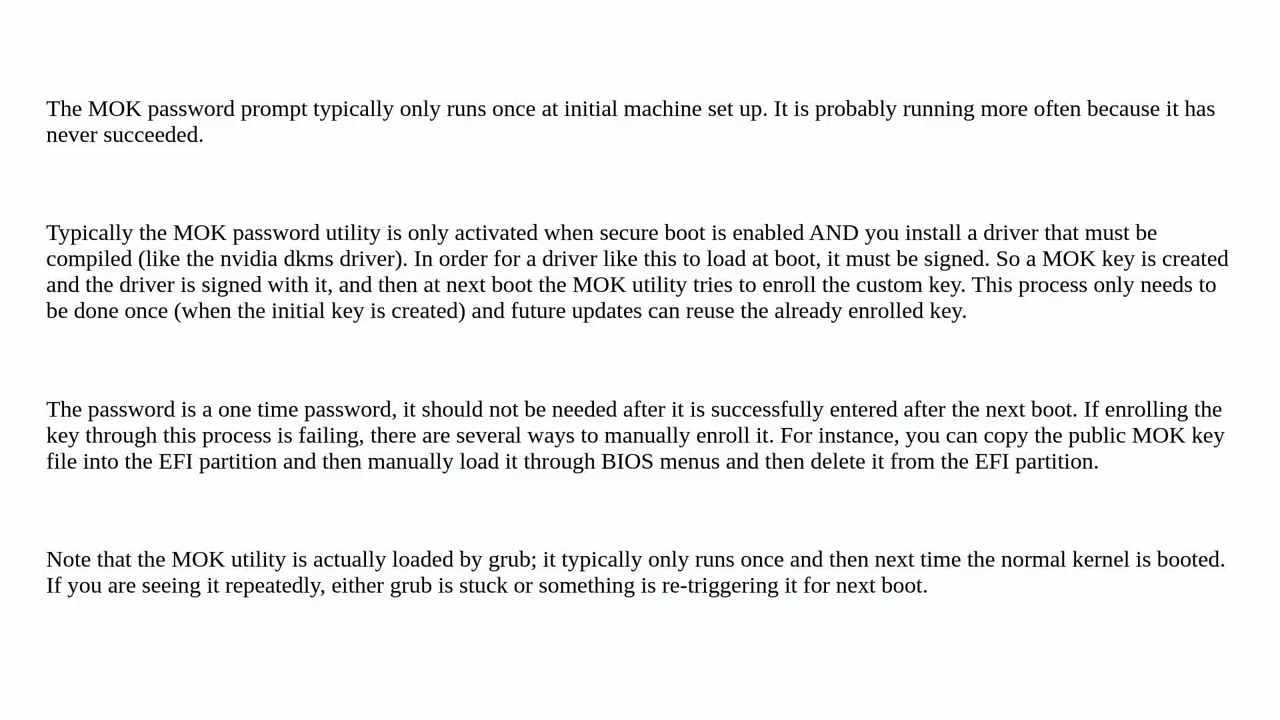 The MOK password prompt typically only runs once at initial machine set up. It is probably running more often because it has
never succeeded.
Typically the MOK password utility is only activated when secure boot is enabled AND you install a driver that must be
compiled (like the nvidia dkms driver). In order for a driver like this to load at boot, it must be signed. So a MOK key is created
and the driver is signed with it, and then at next boot the MOK utility tries to enroll the custom key. This process only needs to
be done once (when the initial key is created) and future updates can reuse the already enrolled key.
The password is a one time password, it should not be needed after it is successfully entered after the next boot. If enrolling the
key through this process is failing, there are several ways to manually enroll it. For instance, you can copy the public MOK key
file into the EFI partition and then manually load it through BIOS menus and then delete it from the EFI partition.
Note that the MOK utility is actually loaded by grub; it typically only runs once and then next time the normal kernel is booted.
If you are seeing it repeatedly, either grub is stuck or something is re-triggering it for next boot.